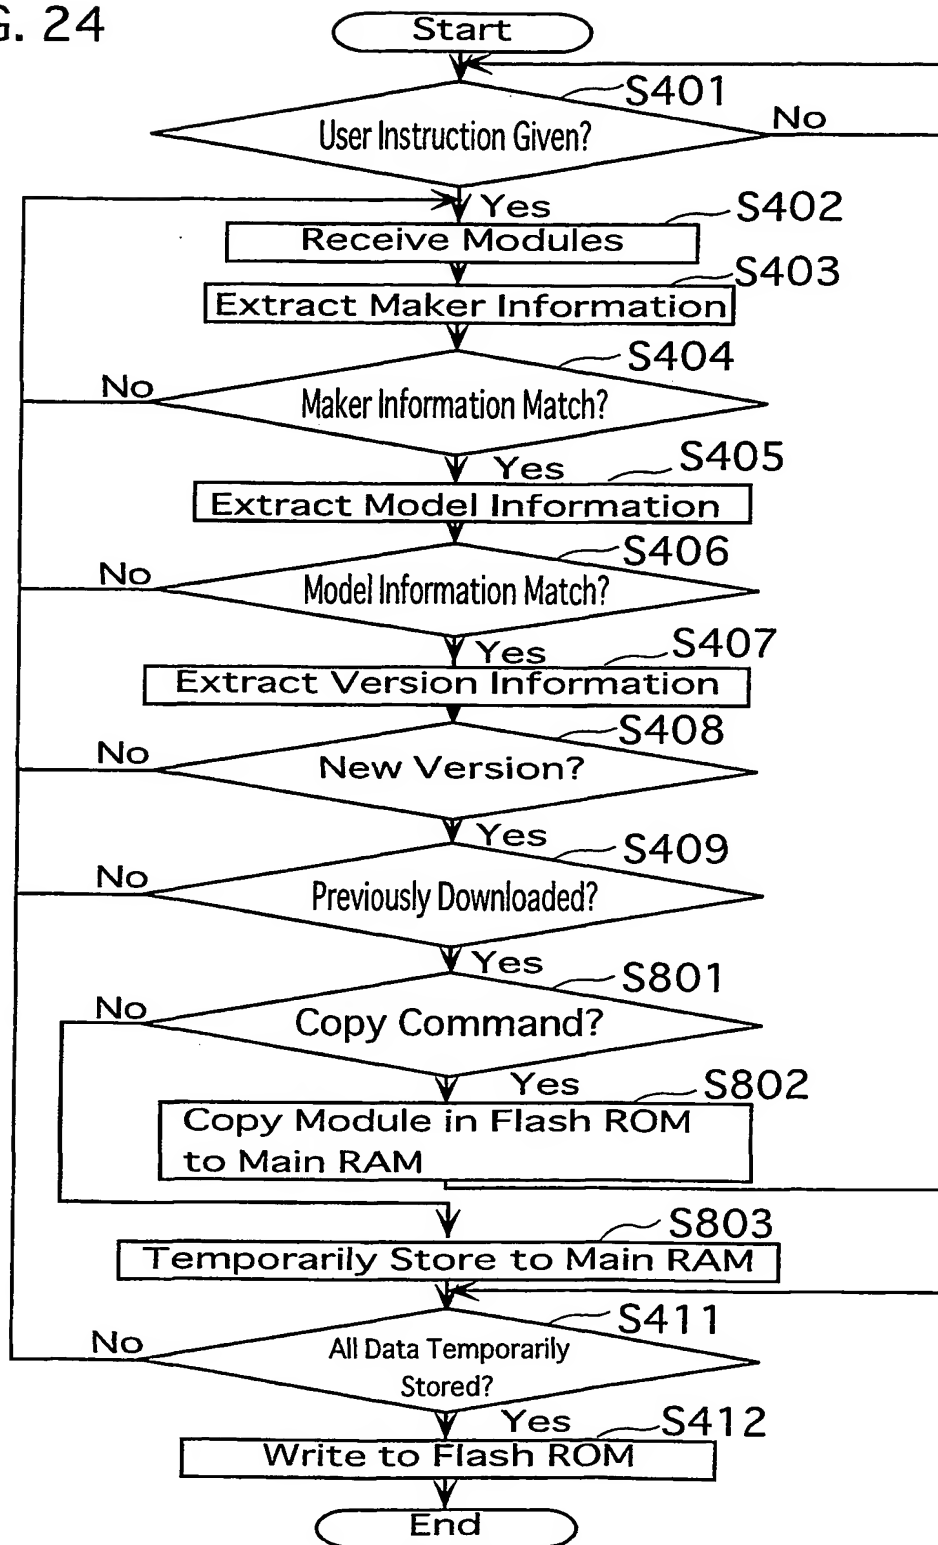 G. 24
Start
S401
User Instruction Given?
No
Yes
S402
Receive Modules
S403
Extract Maker Information
S404
No
Maker Information Match?
Yes
S405
Extract Model Information
S406
No
Model Information Match?
Yes
S407
Extract Version Information
S408
No
New Version?
Yes
S409
No
Previously Downloaded?
Yes
S801
No
Copy Command?
Yes
S802
Copy Module in Flash ROM
to Main RAM
S803
Temporarily Store to Main RAM
S411
No
All Data Temporarily
Stored?
Yes
S412
Write to Flash ROM
End